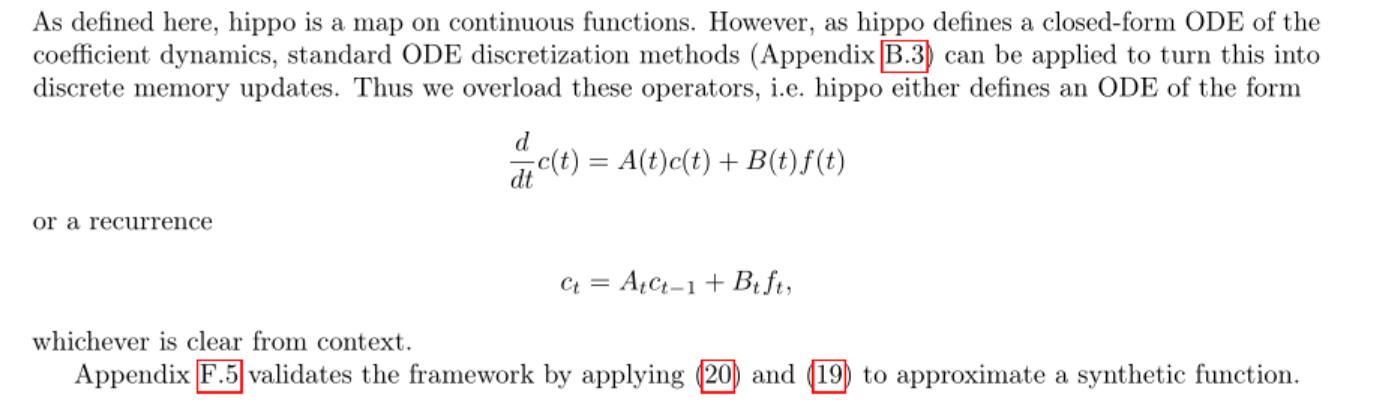 As defined here, hippo is a map on continuous functions. However, as hippo defines a closed-form ODE of the
coefficient dynamics, standard ODE discretization methods (Appendix B.3) can be applied to turn this into
discrete memory updates. Thus we overload these operators, i.e. hippo either defines an ODE of the form
d/dt c(t) = A(t)c(t) + B(t)f(t)
or a recurrence
c_t = A_t c_{t−1} + B_t f_t,
whichever is clear from context.
Appendix F.5 validates the framework by applying (20) and (19) to approximate a synthetic function.